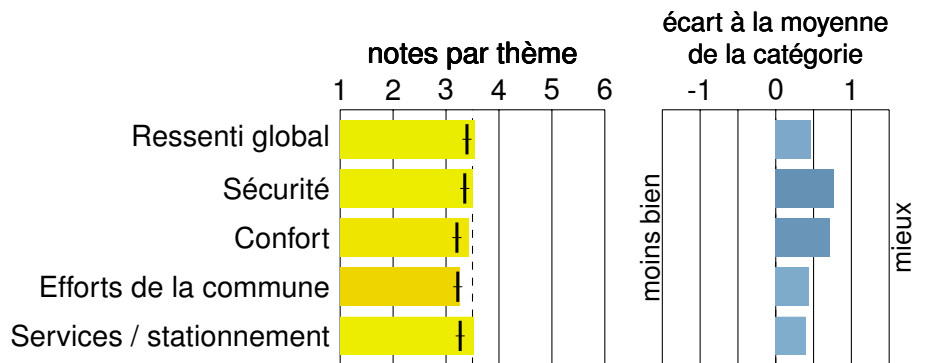 écart à la moyenne
de la catégorie
notes par thème
1 2 3 4 5 6
-1 0 1
Ressenti global
Sécurité
Confort
Efforts de la commune
Services / stationnement
moins bien
mieux